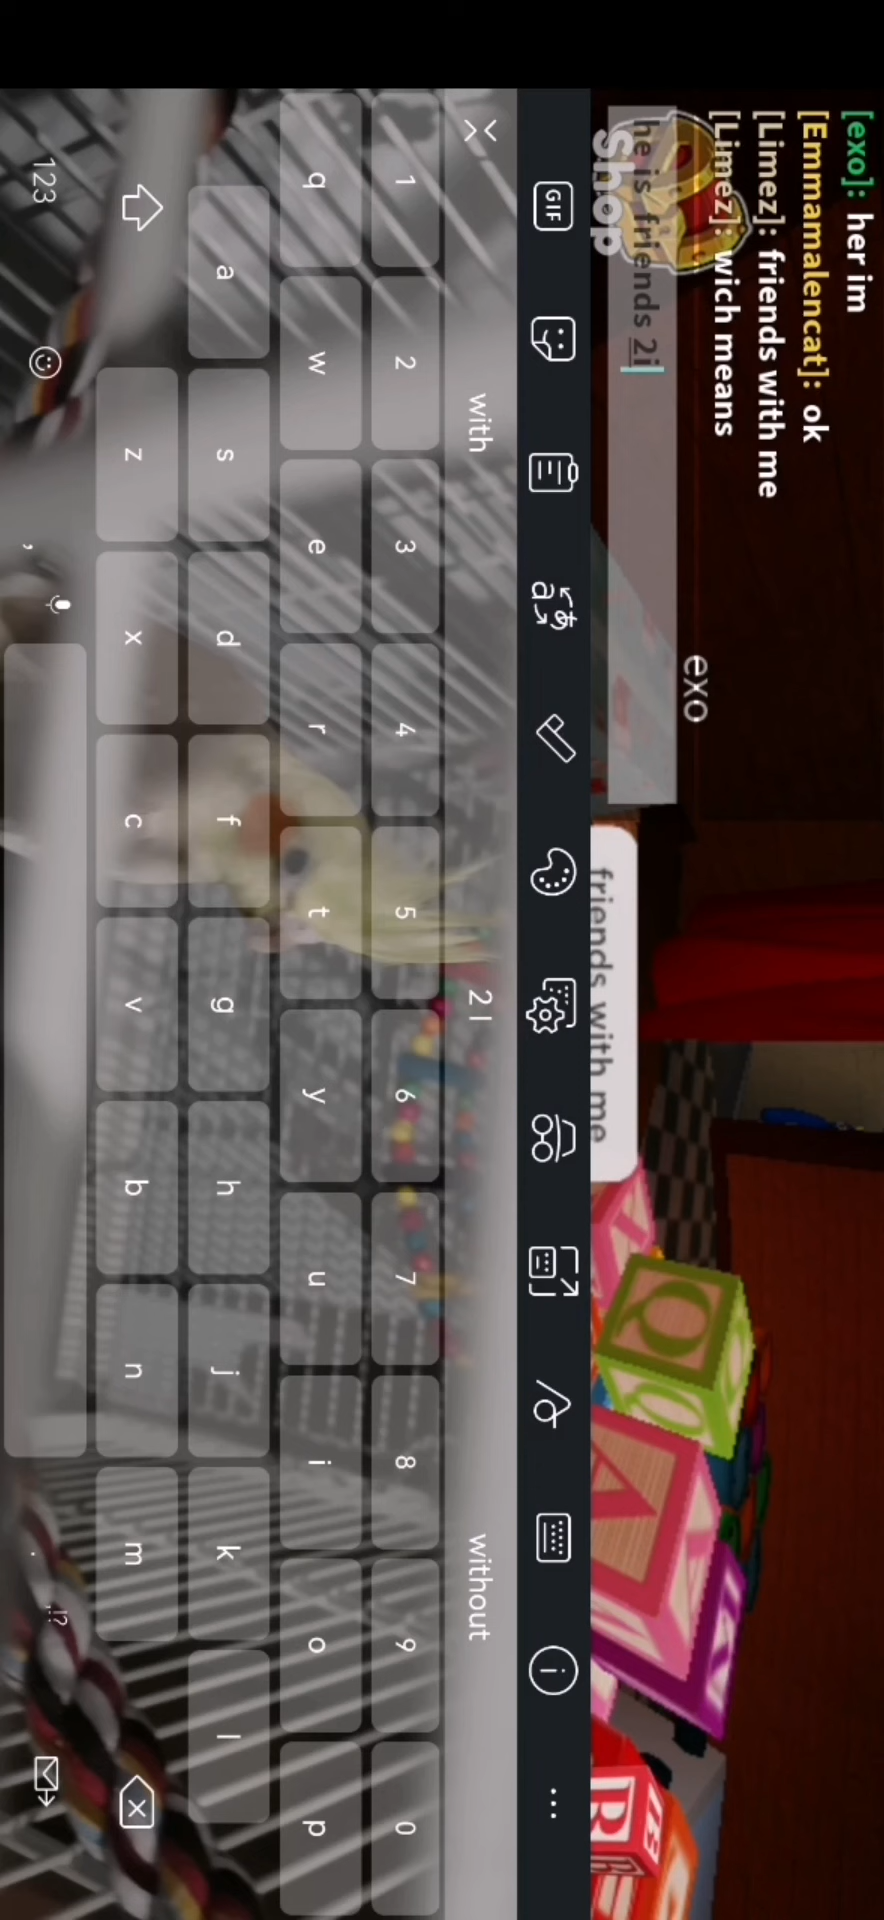 [exo]: her im
[Emmamalencat]: ok
[Limez]: friends with me
[Limez]: wich means
he is friends 2i
Shop
exo
friends with me
GIF
with
2 l
without
1 2 3 4 5 6 7 8 9 0
q w e r t y u i o p
a s d f g h j k l
z x c v b n m
123
,
. ,!?